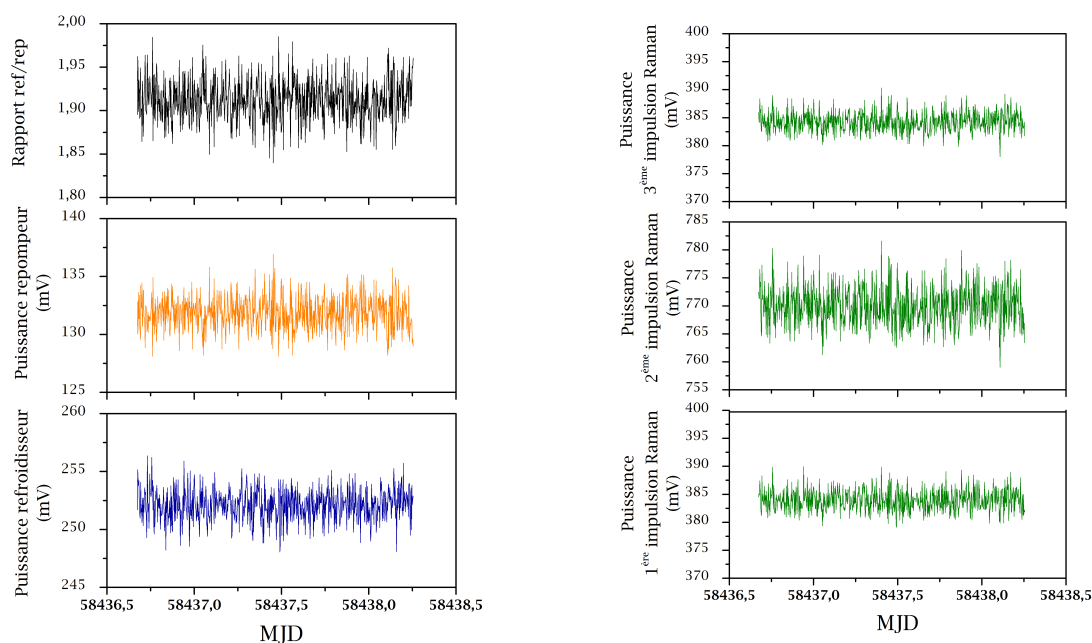 Rapport ref/rep
2,00
1,95
1,90
1,85
1,80
Puissance repompeur
(mV)
140
135
130
125
Puissance refroidisseur
(mV)
260
255
250
245
58436,5
58437,0
58437,5
58438,0
58438,5
MJD
Puissance
3ème impulsion Raman
(mV)
400
395
390
385
380
375
370
Puissance
2ème impulsion Raman
(mV)
785
780
775
770
765
760
755
Puissance
1ère impulsion Raman
(mV)
400
395
390
385
380
375
370
58436,5
58437,0
58437,5
58438,0
58438,5
MJD